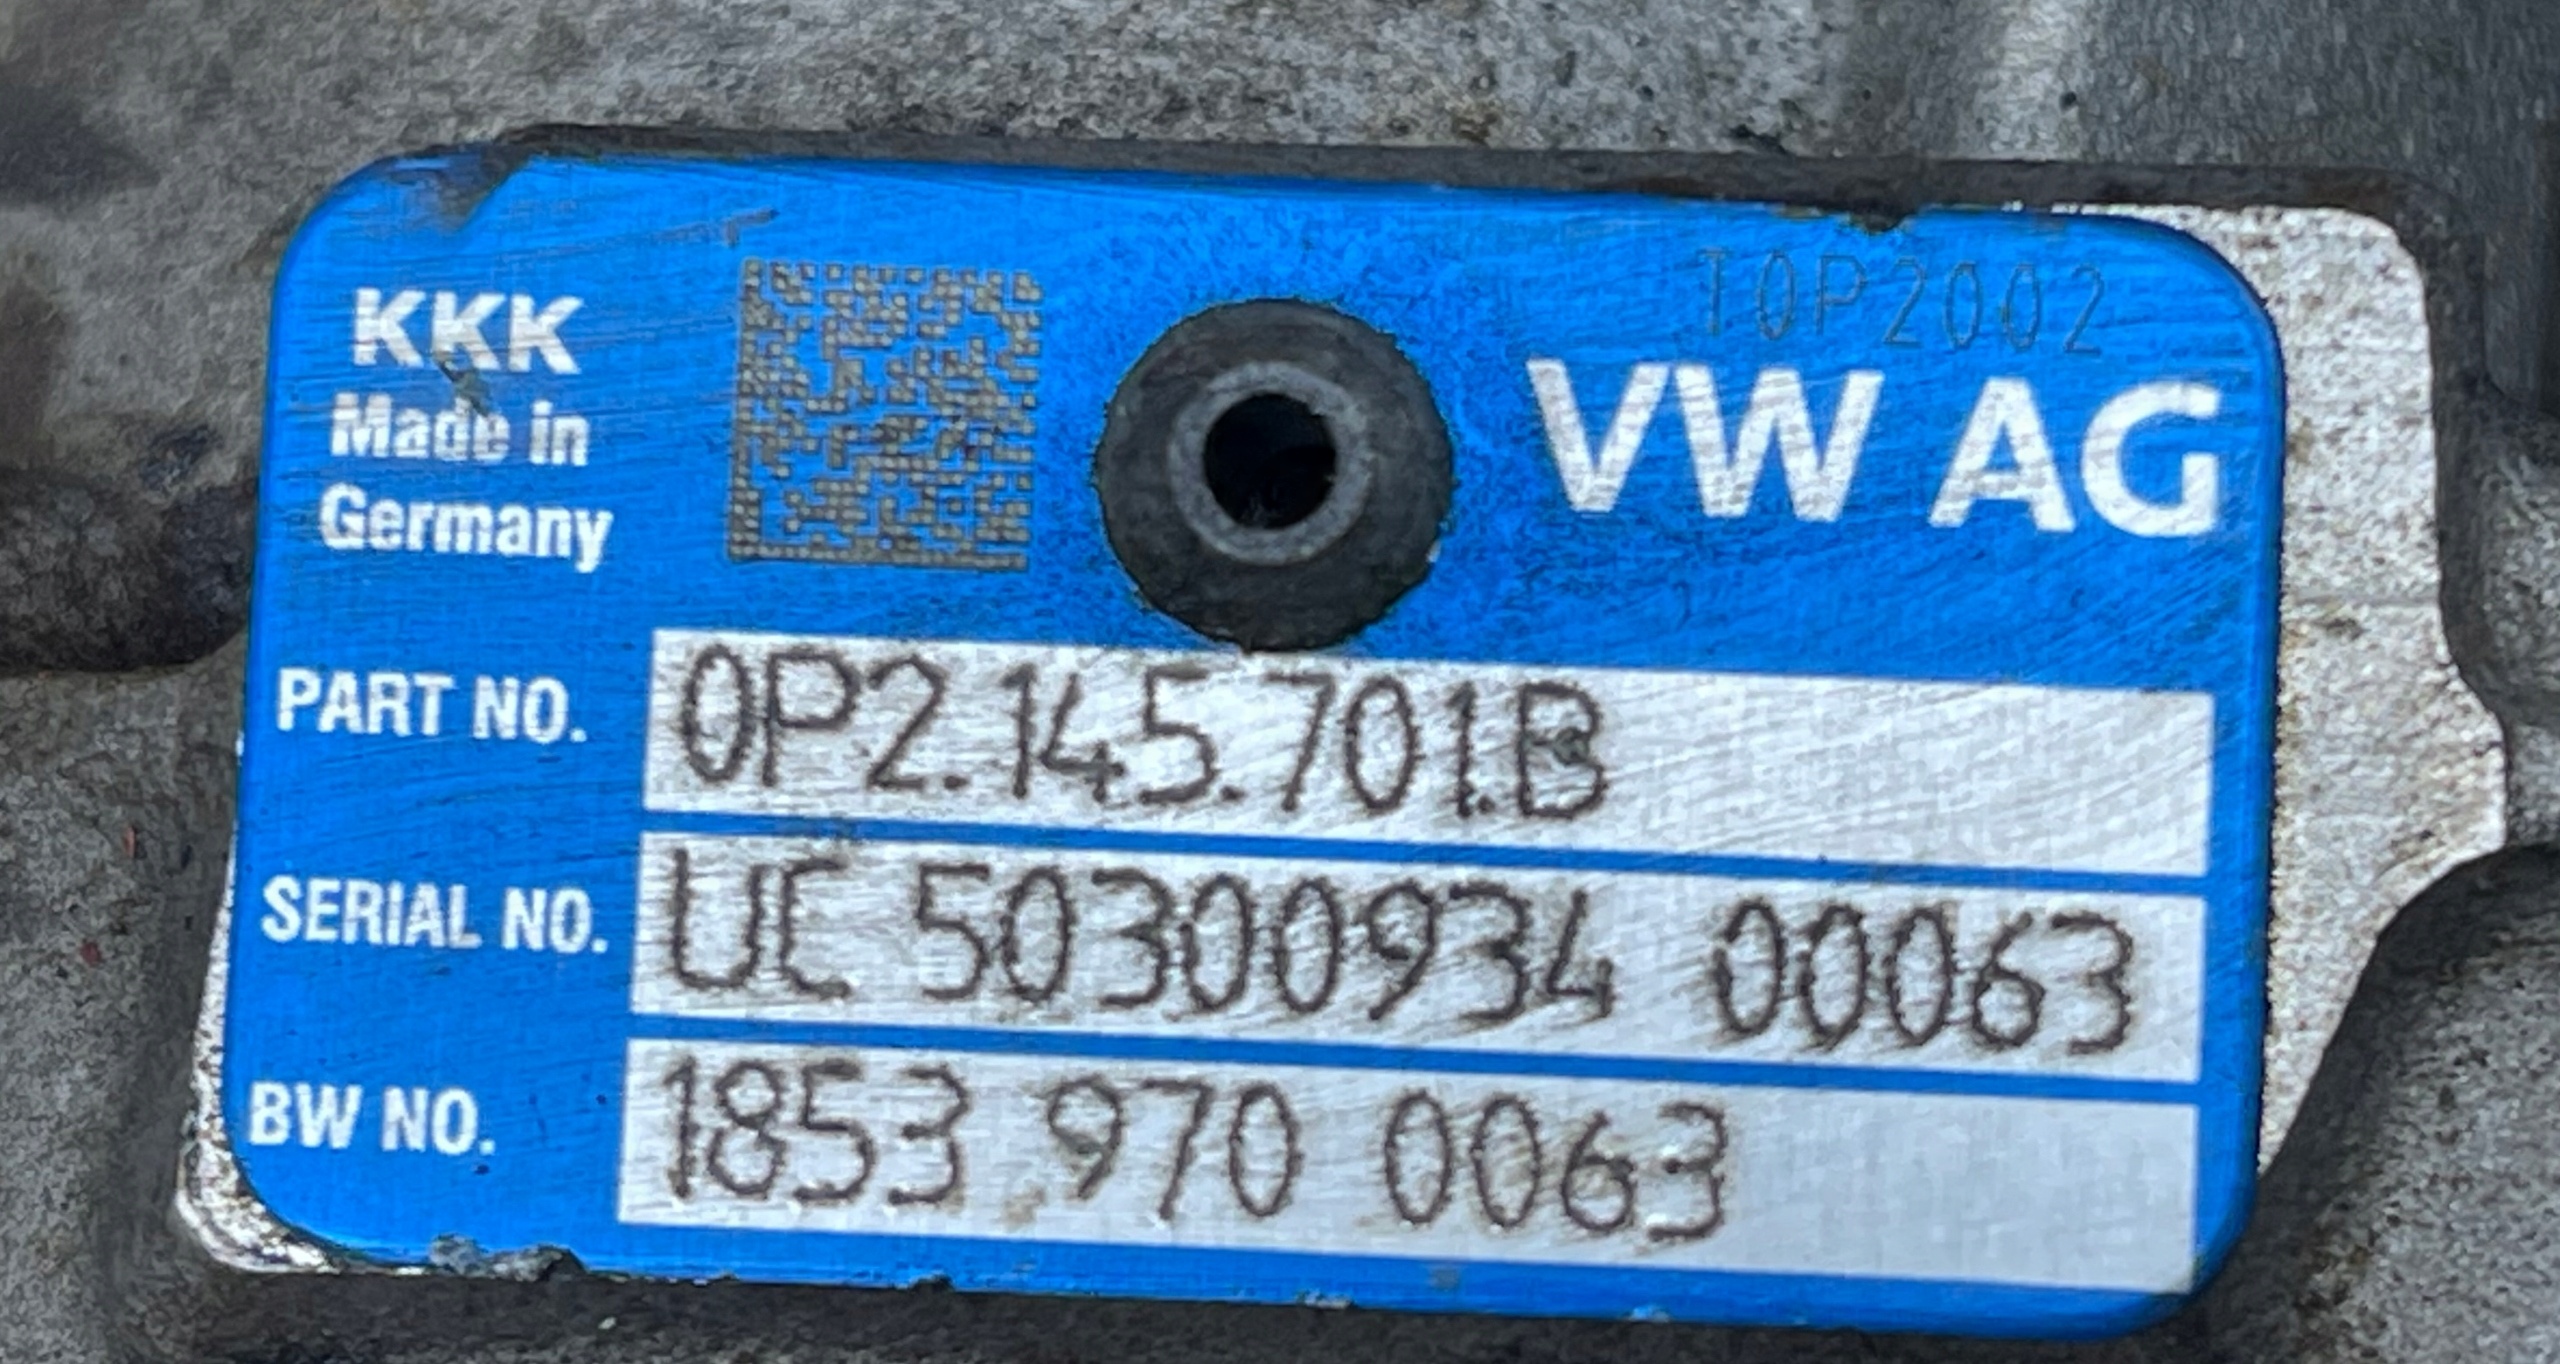 KKK
Made in
Germany
TOP2002
VW AG
PART NO. 0P2.145.701.B
SERIAL NO. UC 50300934 00063
BW NO. 1853 970 0063